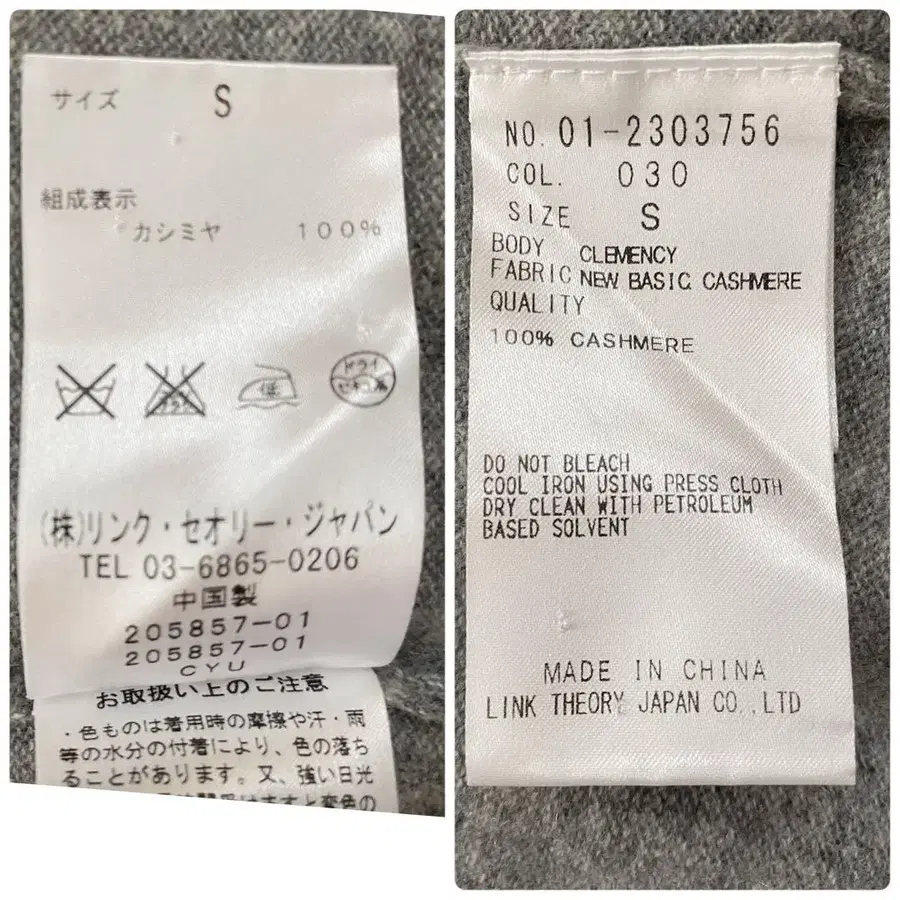 サイズ S
組成表示
カシミヤ 100%
低
ドライ
セキユ系
(株)リンク・セオリー・ジャパン
TEL 03-6865-0206
中国製
205857-01
205857-01
CYU
お取扱い上のご注意
・色ものは着用時の摩擦や汗・雨
等の水分の付着により、色の落ち
ることがあります。又、強い日光
NO. 01-2303756
COL. 030
SIZE S
BODY CLEMENCY
FABRIC NEW BASIC CASHMERE
QUALITY
100% CASHMERE
DO NOT BLEACH
COOL IRON USING PRESS CLOTH
DRY CLEAN WITH PETROLEUM
BASED SOLVENT
MADE IN CHINA
LINK THEORY JAPAN CO.,LTD